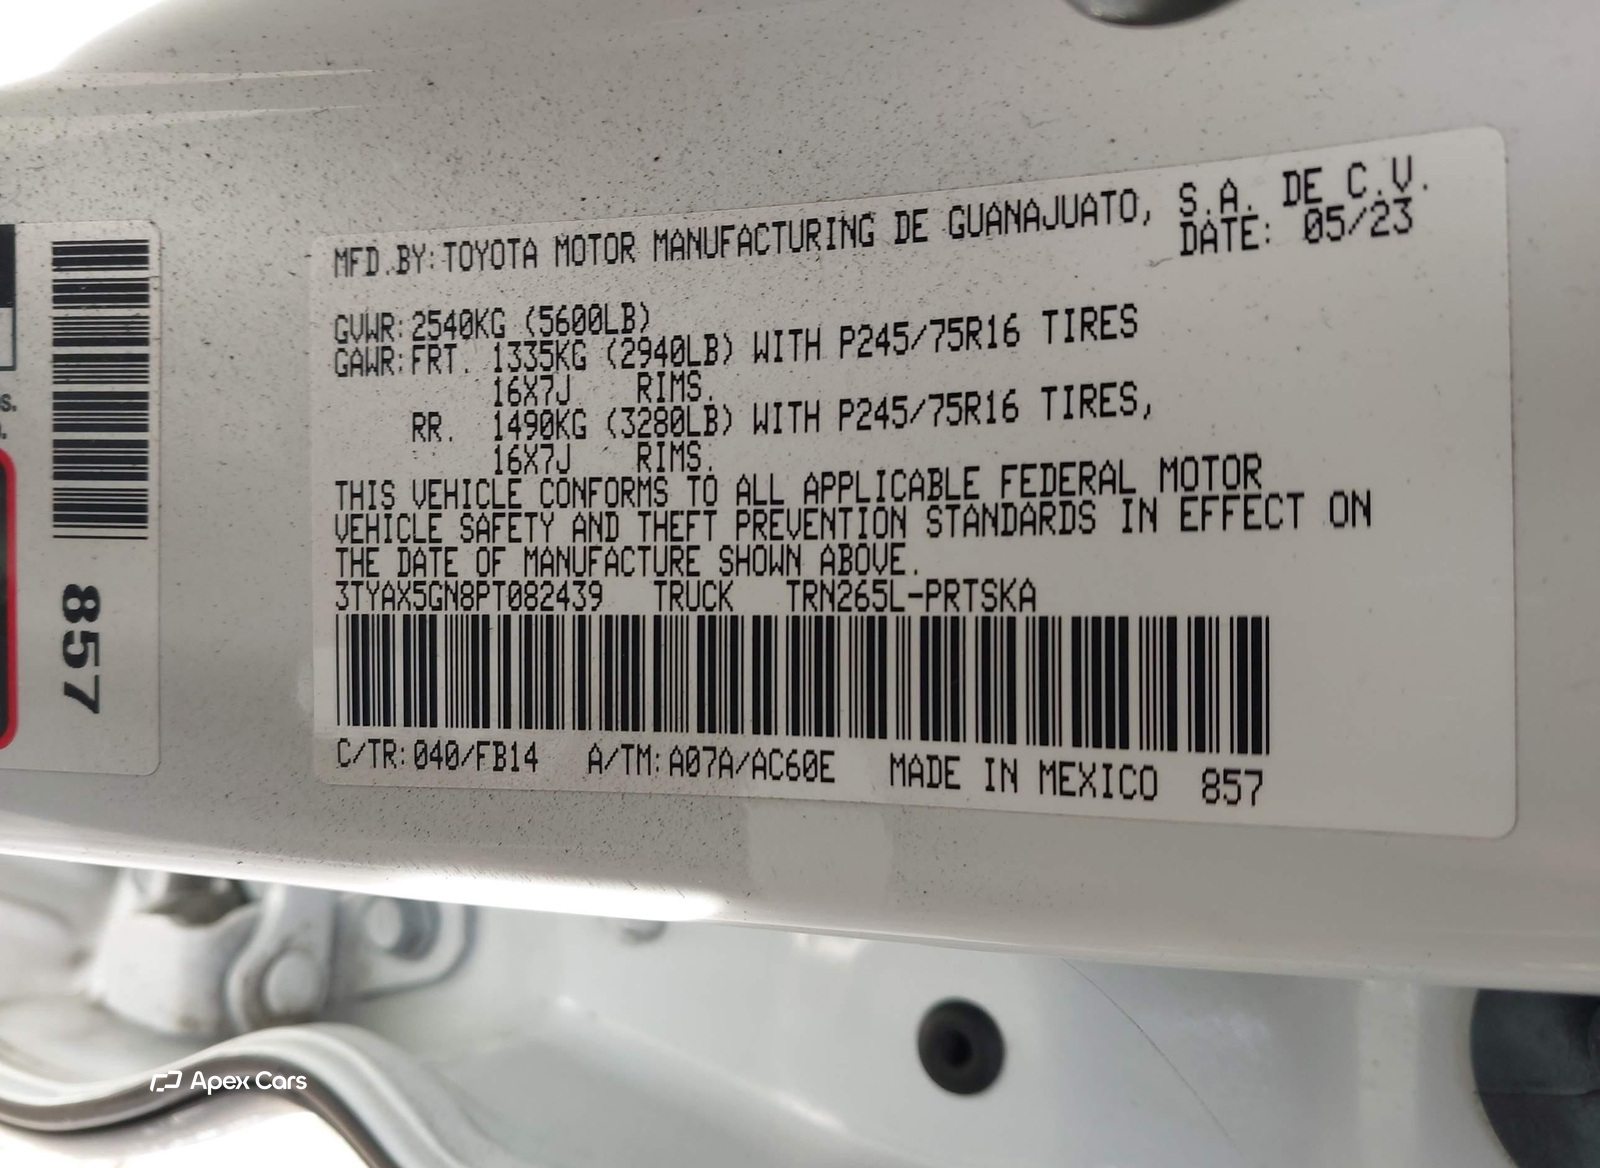 MFD.BY: TOYOTA MOTOR MANUFACTURING DE GUANAJUATO, S.A. DE C.V.
DATE: 05/23
GVWR: 2540KG (5600LB)
GAWR: FRT. 1335KG (2940LB) WITH P245/75R16 TIRES
16X7J RIMS.
RR. 1490KG (3280LB) WITH P245/75R16 TIRES,
16X7J RIMS.
THIS VEHICLE CONFORMS TO ALL APPLICABLE FEDERAL MOTOR
VEHICLE SAFETY AND THEFT PREVENTION STANDARDS IN EFFECT ON
THE DATE OF MANUFACTURE SHOWN ABOVE.
3TYAX5GN8PT082439 TRUCK TRN265L-PRTSKA
C/TR: 040/FB14 A/TM: A07A/AC60E MADE IN MEXICO 857
857
Apex Cars